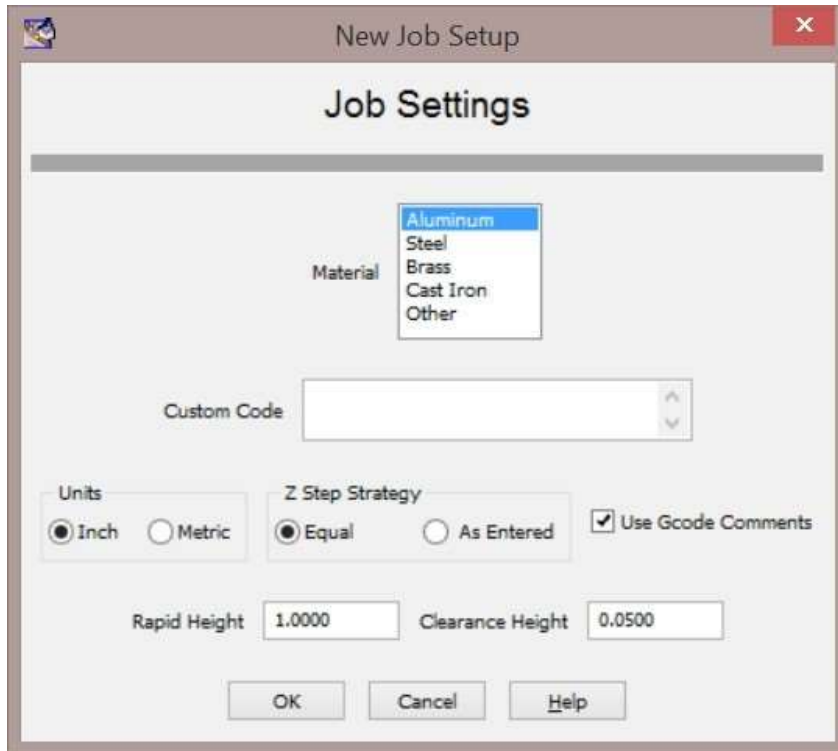 New Job Setup
x
Job Settings
Material
Aluminum
Steel
Brass
Cast Iron
Other
Custom Code
Units
Z Step Strategy
Inch Metric
Equal As Entered
Use Gcode Comments
Rapid Height 1.0000 Clearance Height 0.0500
OK Cancel Help